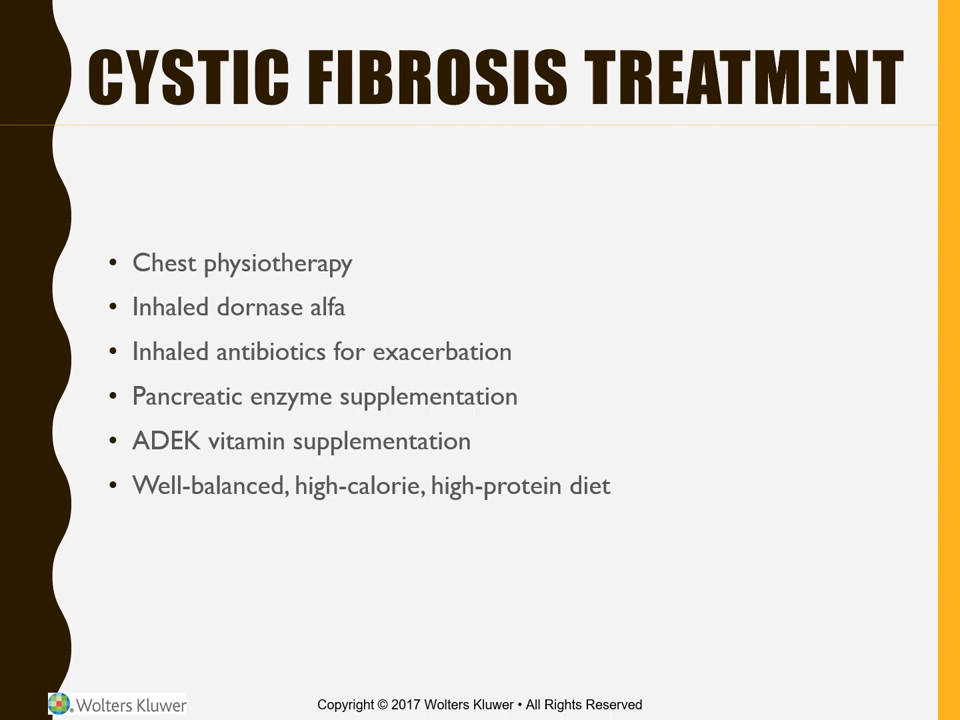 CYSTIC FIBROSIS TREATMENT
• Chest physiotherapy
• Inhaled dornase alfa
• Inhaled antibiotics for exacerbation
• Pancreatic enzyme supplementation
• ADEK vitamin supplementation
• Well-balanced, high-calorie, high-protein diet
Wolters Kluwer
Copyright © 2017 Wolters Kluwer • All Rights Reserved